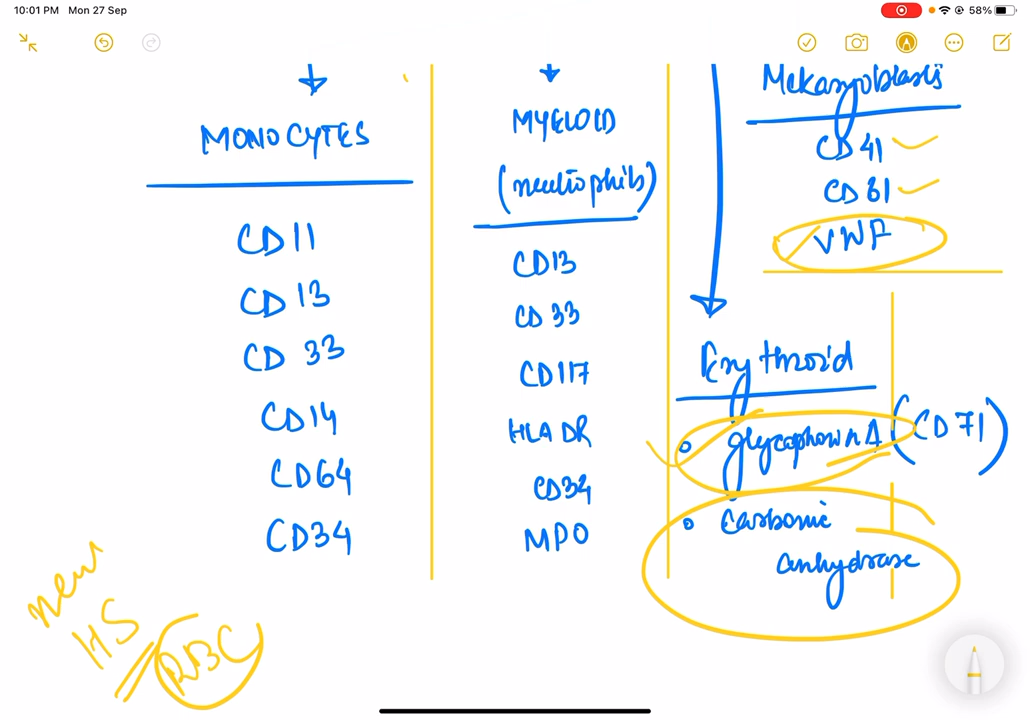 10:01 PM Mon 27 Sep
58%
MONOCYTES
CD11
CD 13
CD 33
CD14
CD64
CD34
MYELOID
(neutrophils)
CD13
CD 33
CD117
HLA DR
CD34
MPO
Mekaryoblasts
CD 41
CD 61
VWF
Erythroid
glycophorin A (CD 71)
carbonic
anhydrase
new
HS
RBC